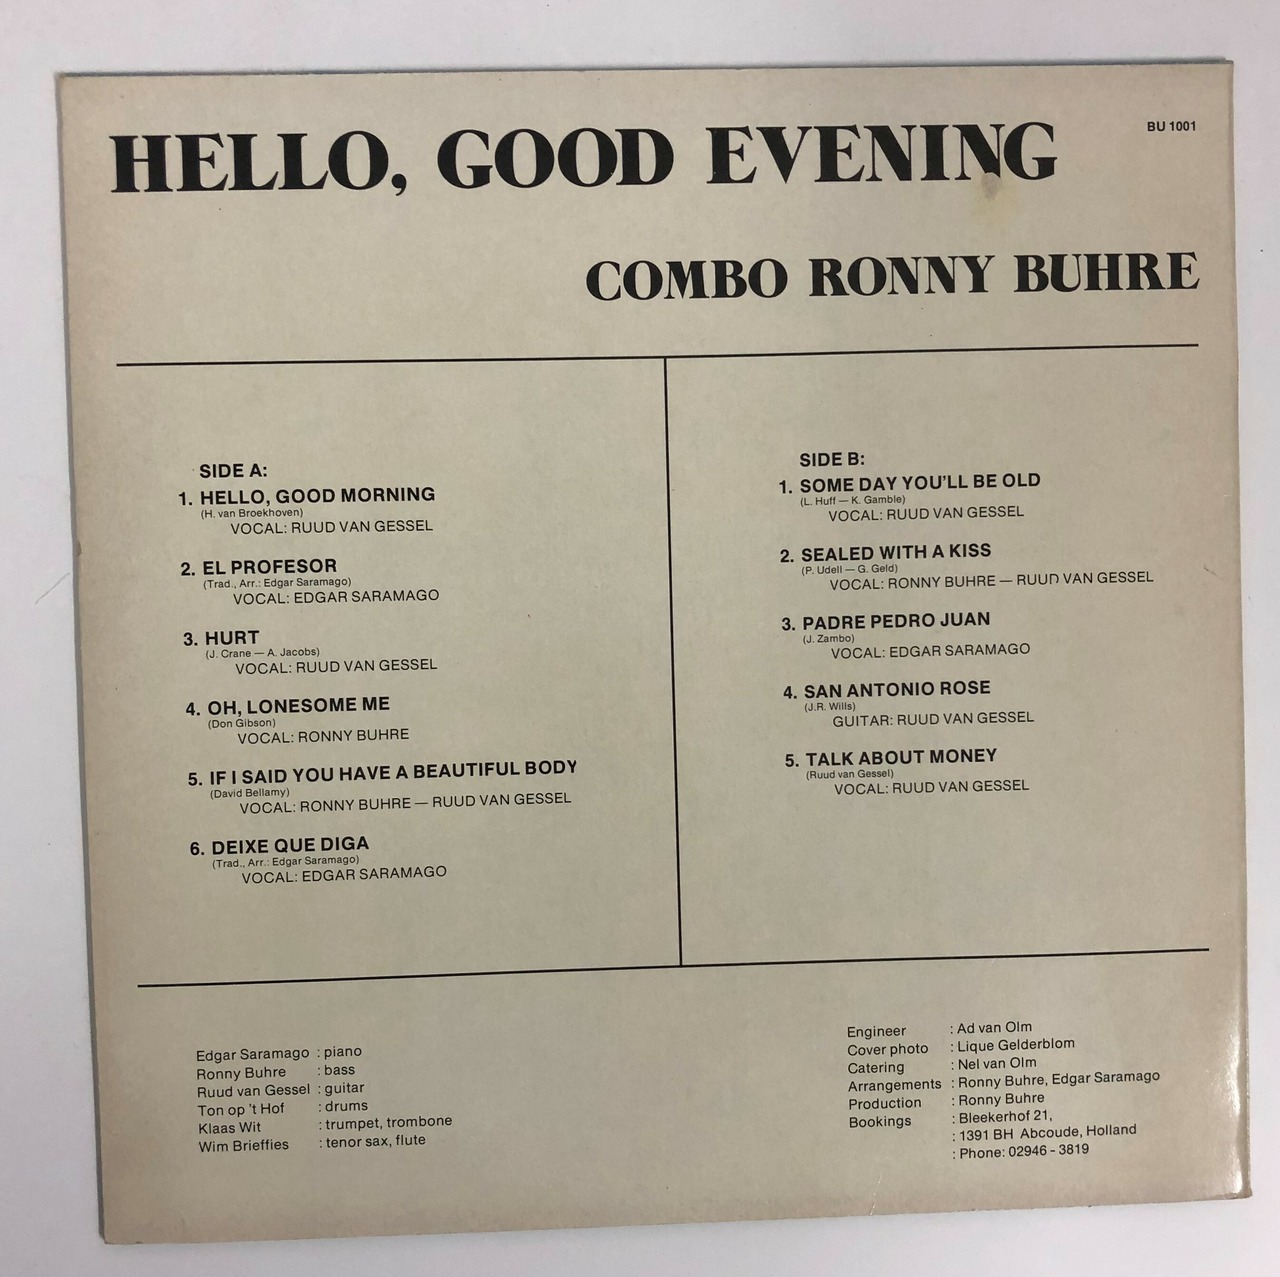 HELLO, GOOD EVENING
BU 1001
COMBO RONNY BUHRE
SIDE A:
1. HELLO, GOOD MORNING
(H. van Broekhoven)
VOCAL: RUUD VAN GESSEL
2. EL PROFESOR
(Trad., Arr.: Edgar Saramago)
VOCAL: EDGAR SARAMAGO
3. HURT
(J. Crane — A. Jacobs)
VOCAL: RUUD VAN GESSEL
4. OH, LONESOME ME
(Don Gibson)
VOCAL: RONNY BUHRE
5. IF I SAID YOU HAVE A BEAUTIFUL BODY
(David Bellamy)
VOCAL: RONNY BUHRE — RUUD VAN GESSEL
6. DEIXE QUE DIGA
(Trad., Arr.: Edgar Saramago)
VOCAL: EDGAR SARAMAGO
SIDE B:
1. SOME DAY YOU'LL BE OLD
(L. Huff — K. Gamble)
VOCAL: RUUD VAN GESSEL
2. SEALED WITH A KISS
(P. Udell — G. Geld)
VOCAL: RONNY BUHRE — RUUD VAN GESSEL
3. PADRE PEDRO JUAN
(J. Zambo)
VOCAL: EDGAR SARAMAGO
4. SAN ANTONIO ROSE
(J.R. Wills)
GUITAR: RUUD VAN GESSEL
5. TALK ABOUT MONEY
(Ruud van Gessel)
VOCAL: RUUD VAN GESSEL
Edgar Saramago : piano
Ronny Buhre : bass
Ruud van Gessel : guitar
Ton op 't Hof : drums
Klaas Wit : trumpet, trombone
Wim Brieffies : tenor sax, flute
Engineer : Ad van Olm
Cover photo : Lique Gelderblom
Catering : Nel van Olm
Arrangements : Ronny Buhre, Edgar Saramago
Production : Ronny Buhre
Bookings : Bleekerhof 21,
: 1391 BH Abcoude, Holland
: Phone: 02946 - 3819